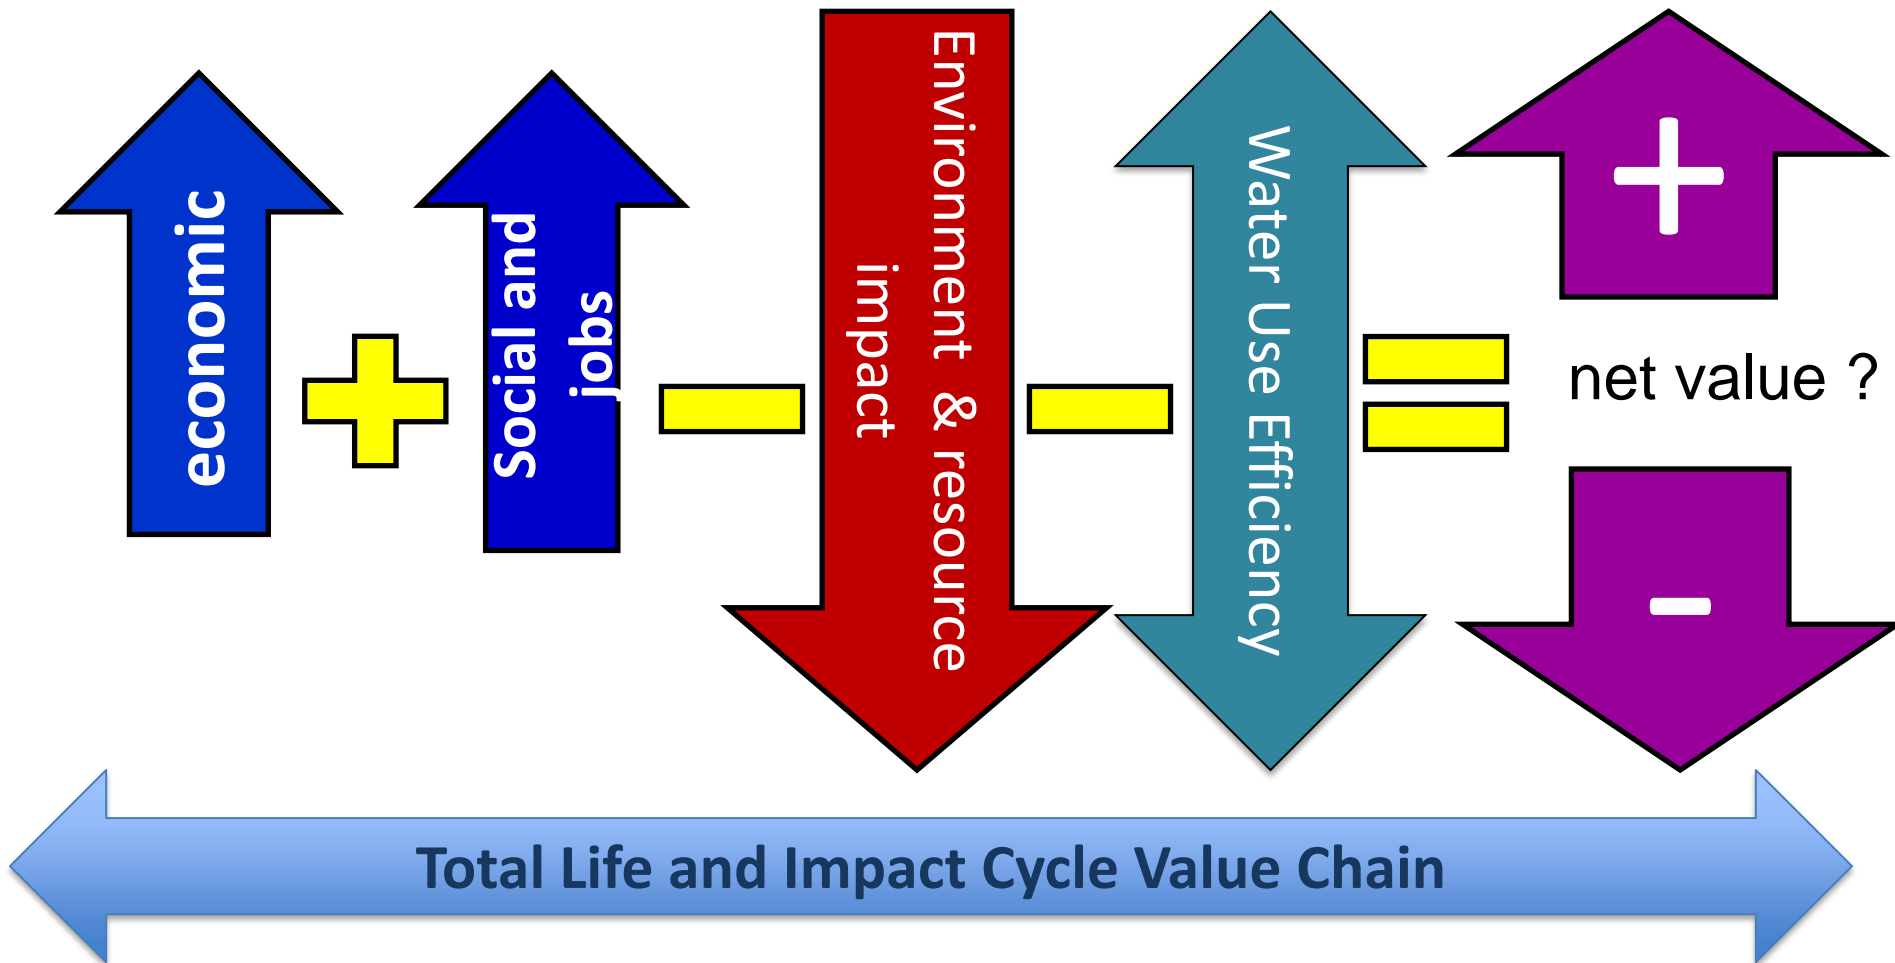 economic
Social and
jobs
Environment & resource
impact
Water Use Efficiency
+
net value ?
-
Total Life and Impact Cycle Value Chain